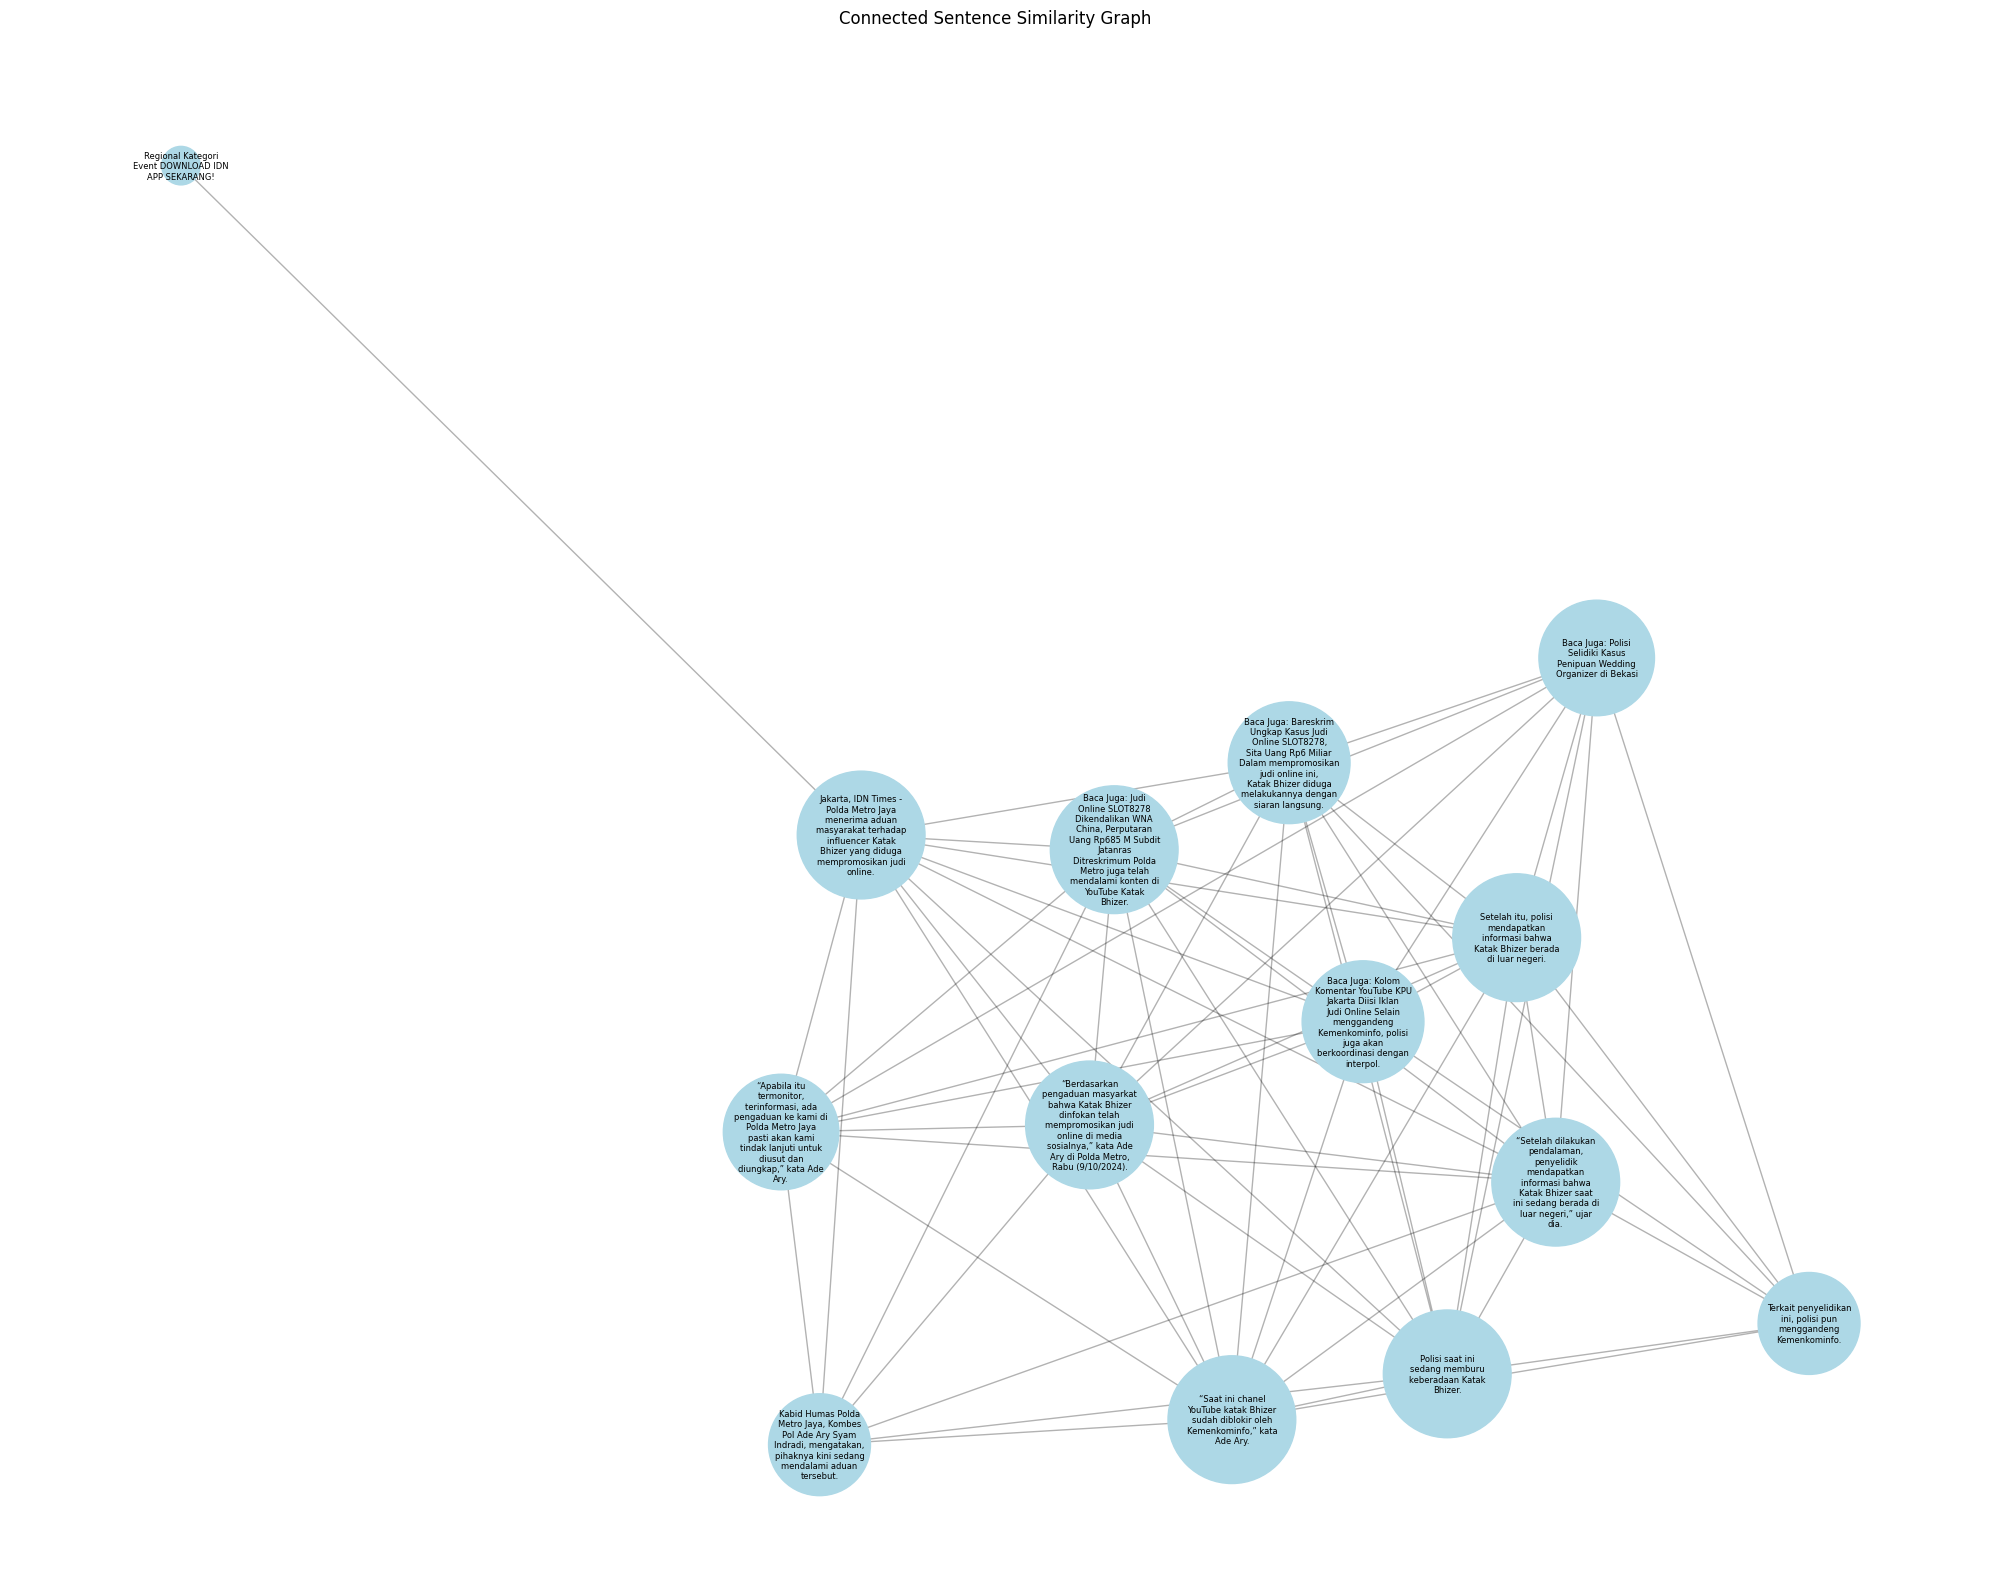 Connected Sentence Similarity Graph
Regional Kategori
Event DOWNLOAD IDN
APP SEKARANG!
Baca Juga: Polisi
Selidiki Kasus
Penipuan Wedding
Organizer di Bekasi
Baca Juga: Bareskrim
Ungkap Kasus Judi
Online SLOT8278,
Sita Uang Rp6 Miliar
Dalam mempromosikan
judi online ini,
Katak Bhizer diduga
melakukannya dengan
siaran langsung.
Jakarta, IDN Times -
Polda Metro Jaya
menerima aduan
masyarakat terhadap
influencer Katak
Bhizer yang diduga
mempromosikan judi
online.
Baca Juga: Judi
Online SLOT8278
Dikendalikan WNA
China, Perputaran
Uang Rp685 M Subdit
Jatanras
Ditreskrimum Polda
Metro juga telah
mendalami konten di
YouTube Katak
Bhizer.
Setelah itu, polisi
mendapatkan
informasi bahwa
Katak Bhizer berada
di luar negeri.
Baca Juga: Kolom
Komentar YouTube KPU
Jakarta Diisi Iklan
Judi Online Selain
menggandeng
Kemenkominfo, polisi
juga akan
berkoordinasi dengan
interpol.
“Apabila itu
termonitor,
terinformasi, ada
pengaduan ke kami di
Polda Metro Jaya
pasti akan kami
tindak lanjuti untuk
diusut dan
diungkap,” kata Ade
Ary.
“Berdasarkan
pengaduan masyarkat
bahwa Katak Bhizer
dinfokan telah
mempromosikan judi
online di media
sosialnya,” kata Ade
Ary di Polda Metro,
Rabu (9/10/2024).
“Setelah dilakukan
pendalaman,
penyelidik
mendapatkan
informasi bahwa
Katak Bhizer saat
ini sedang berada di
luar negeri,” ujar
dia.
Terkait penyelidikan
ini, polisi pun
menggandeng
Kemenkominfo.
Polisi saat ini
sedang memburu
keberadaan Katak
Bhizer.
“Saat ini chanel
YouTube katak Bhizer
sudah diblokir oleh
Kemenkominfo,” kata
Ade Ary.
Kabid Humas Polda
Metro Jaya, Kombes
Pol Ade Ary Syam
Indradi, mengatakan,
pihaknya kini sedang
mendalami aduan
tersebut.